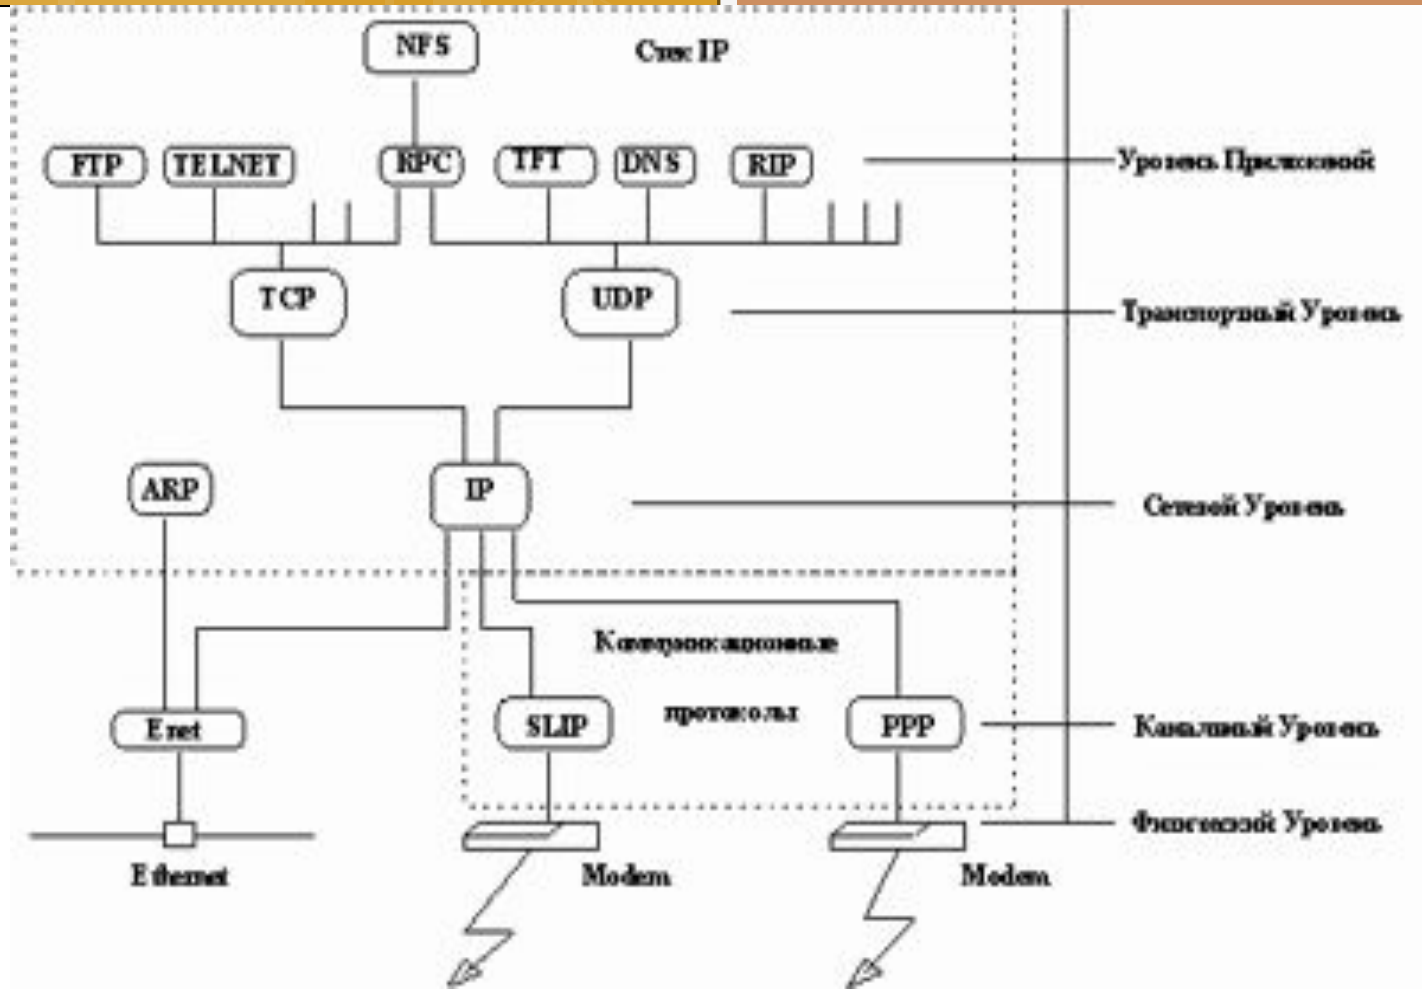 NFS
Стек IP
FTP
TELNET
RPC
TFT
DNS
RIP
Уровень Приложений
TCP
UDP
Транспортный Уровень
ARP
IP
Сетевой Уровень
Коммуникационные
протоколы
Enet
SLIP
PPP
Канальный Уровень
Физический Уровень
Ethernet
Modem
Modem